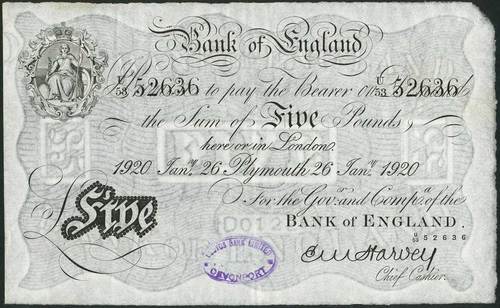 Bank of England
I Promise to pay the Bearer on Demand
U/53 52636 U/53 52636
the Sum of Five Pounds,
here or in London.
1920 Janʸ. 26 Plymouth 26 Janʸ. 1920
For the Govʳ. and Compᵃ. of the
BANK OF ENGLAND.
U/53 52636
Five
BANK LIMITED
DEVONPORT
E M Harvey
Chief Cashier.